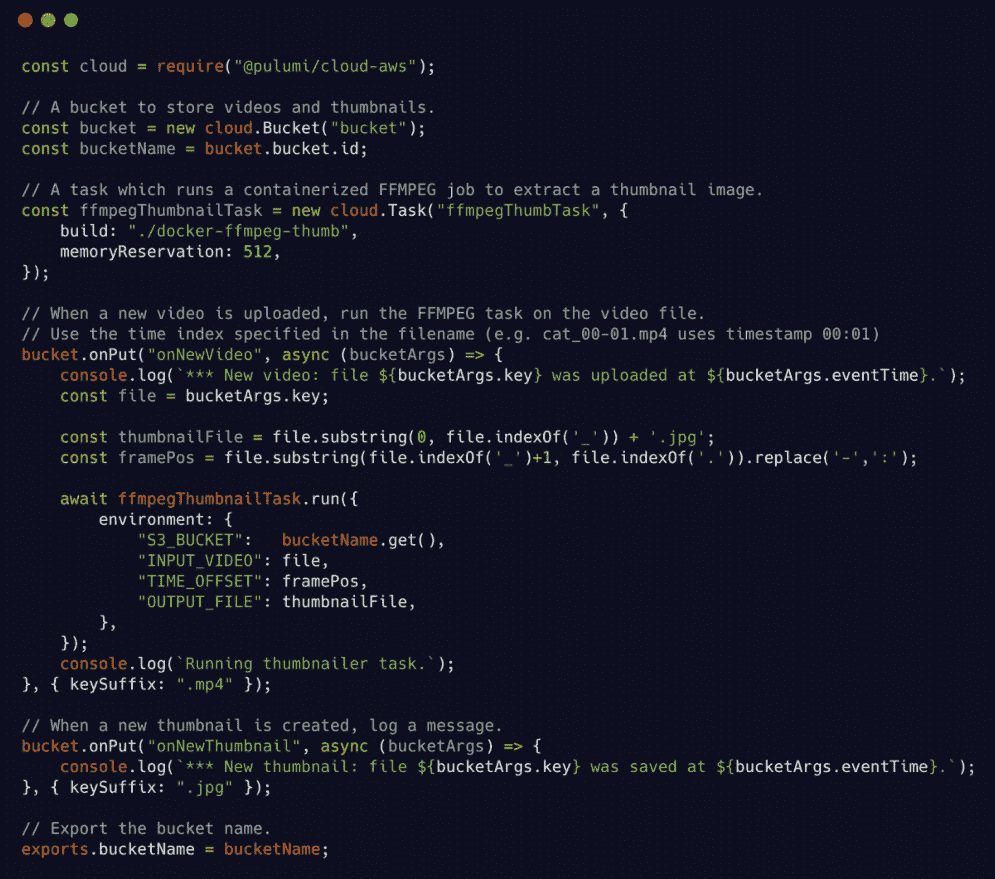 const cloud = require("@pulumi/cloud-aws");
// A bucket to store videos and thumbnails.
const bucket = new cloud.Bucket("bucket");
const bucketName = bucket.bucket.id;
// A task which runs a containerized FFMPEG job to extract a thumbnail image.
const ffmpegThumbnailTask = new cloud.Task("ffmpegThumbTask", {
    build: "./docker-ffmpeg-thumb",
    memoryReservation: 512,
});
// When a new video is uploaded, run the FFMPEG task on the video file.
// Use the time index specified in the filename (e.g. cat_00-01.mp4 uses timestamp 00:01)
bucket.onPut("onNewVideo", async (bucketArgs) => {
    console.log(`*** New video: file ${bucketArgs.key} was uploaded at ${bucketArgs.eventTime}.`);
    const file = bucketArgs.key;
    const thumbnailFile = file.substring(0, file.indexOf('_')) + '.jpg';
    const framePos = file.substring(file.indexOf('_')+1, file.indexOf('.')).replace('-',':');
    await ffmpegThumbnailTask.run({
        environment: {
            "S3_BUCKET":   bucketName.get(),
            "INPUT_VIDEO": file,
            "TIME_OFFSET": framePos,
            "OUTPUT_FILE": thumbnailFile,
        },
    });
    console.log(`Running thumbnailer task.`);
}, { keySuffix: ".mp4" });
// When a new thumbnail is created, log a message.
bucket.onPut("onNewThumbnail", async (bucketArgs) => {
    console.log(`*** New thumbnail: file ${bucketArgs.key} was saved at ${bucketArgs.eventTime}.`);
}, { keySuffix: ".jpg" });
// Export the bucket name.
exports.bucketName = bucketName;